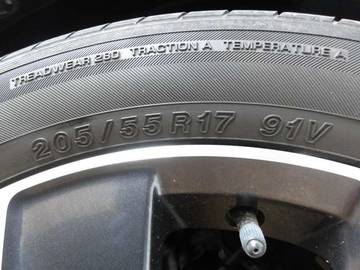 TREADWEAR 280 TRACTION A TEMPERATURE A
205/55R17 91V